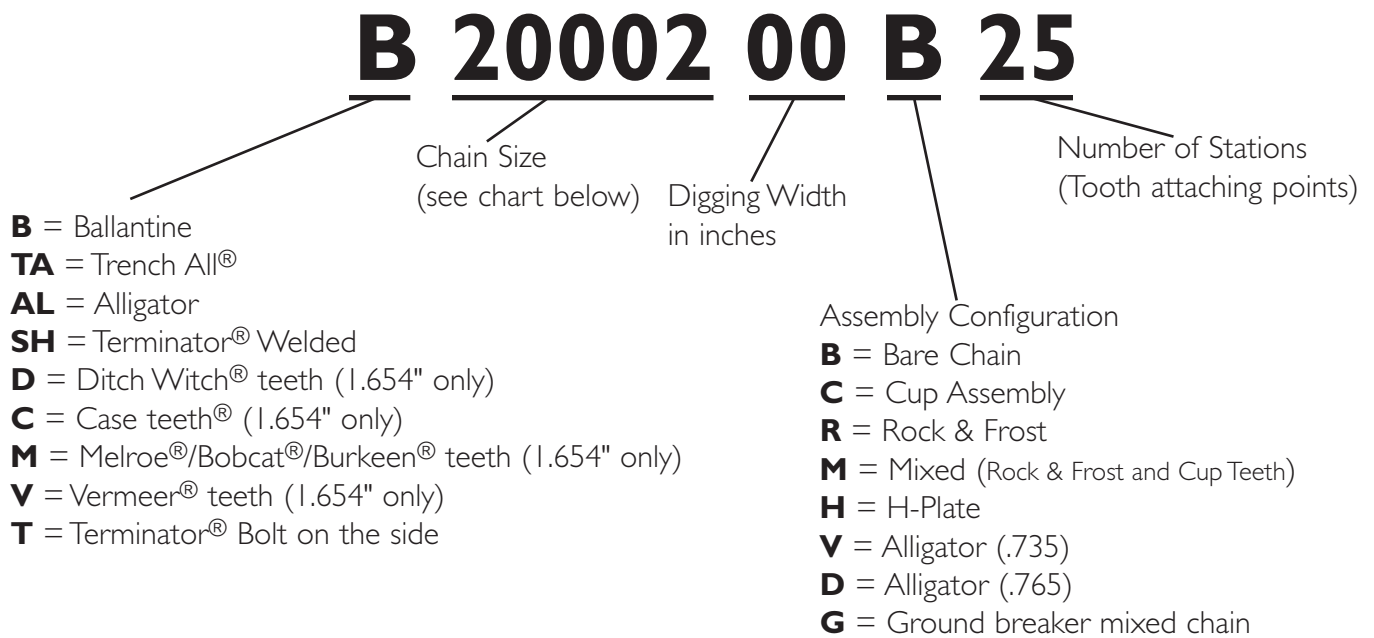 B 20002 00 B 25
Chain Size
(see chart below)
Digging Width
in inches
Number of Stations
(Tooth attaching points)
B = Ballantine
TA = Trench All®
AL = Alligator
SH = Terminator® Welded
D = Ditch Witch® teeth (1.654" only)
C = Case teeth® (1.654" only)
M = Melroe®/Bobcat®/Burkeen® teeth (1.654" only)
V = Vermeer® teeth (1.654" only)
T = Terminator® Bolt on the side
Assembly Configuration
B = Bare Chain
C = Cup Assembly
R = Rock & Frost
M = Mixed (Rock & Frost and Cup Teeth)
H = H-Plate
V = Alligator (.735)
D = Alligator (.765)
G = Ground breaker mixed chain